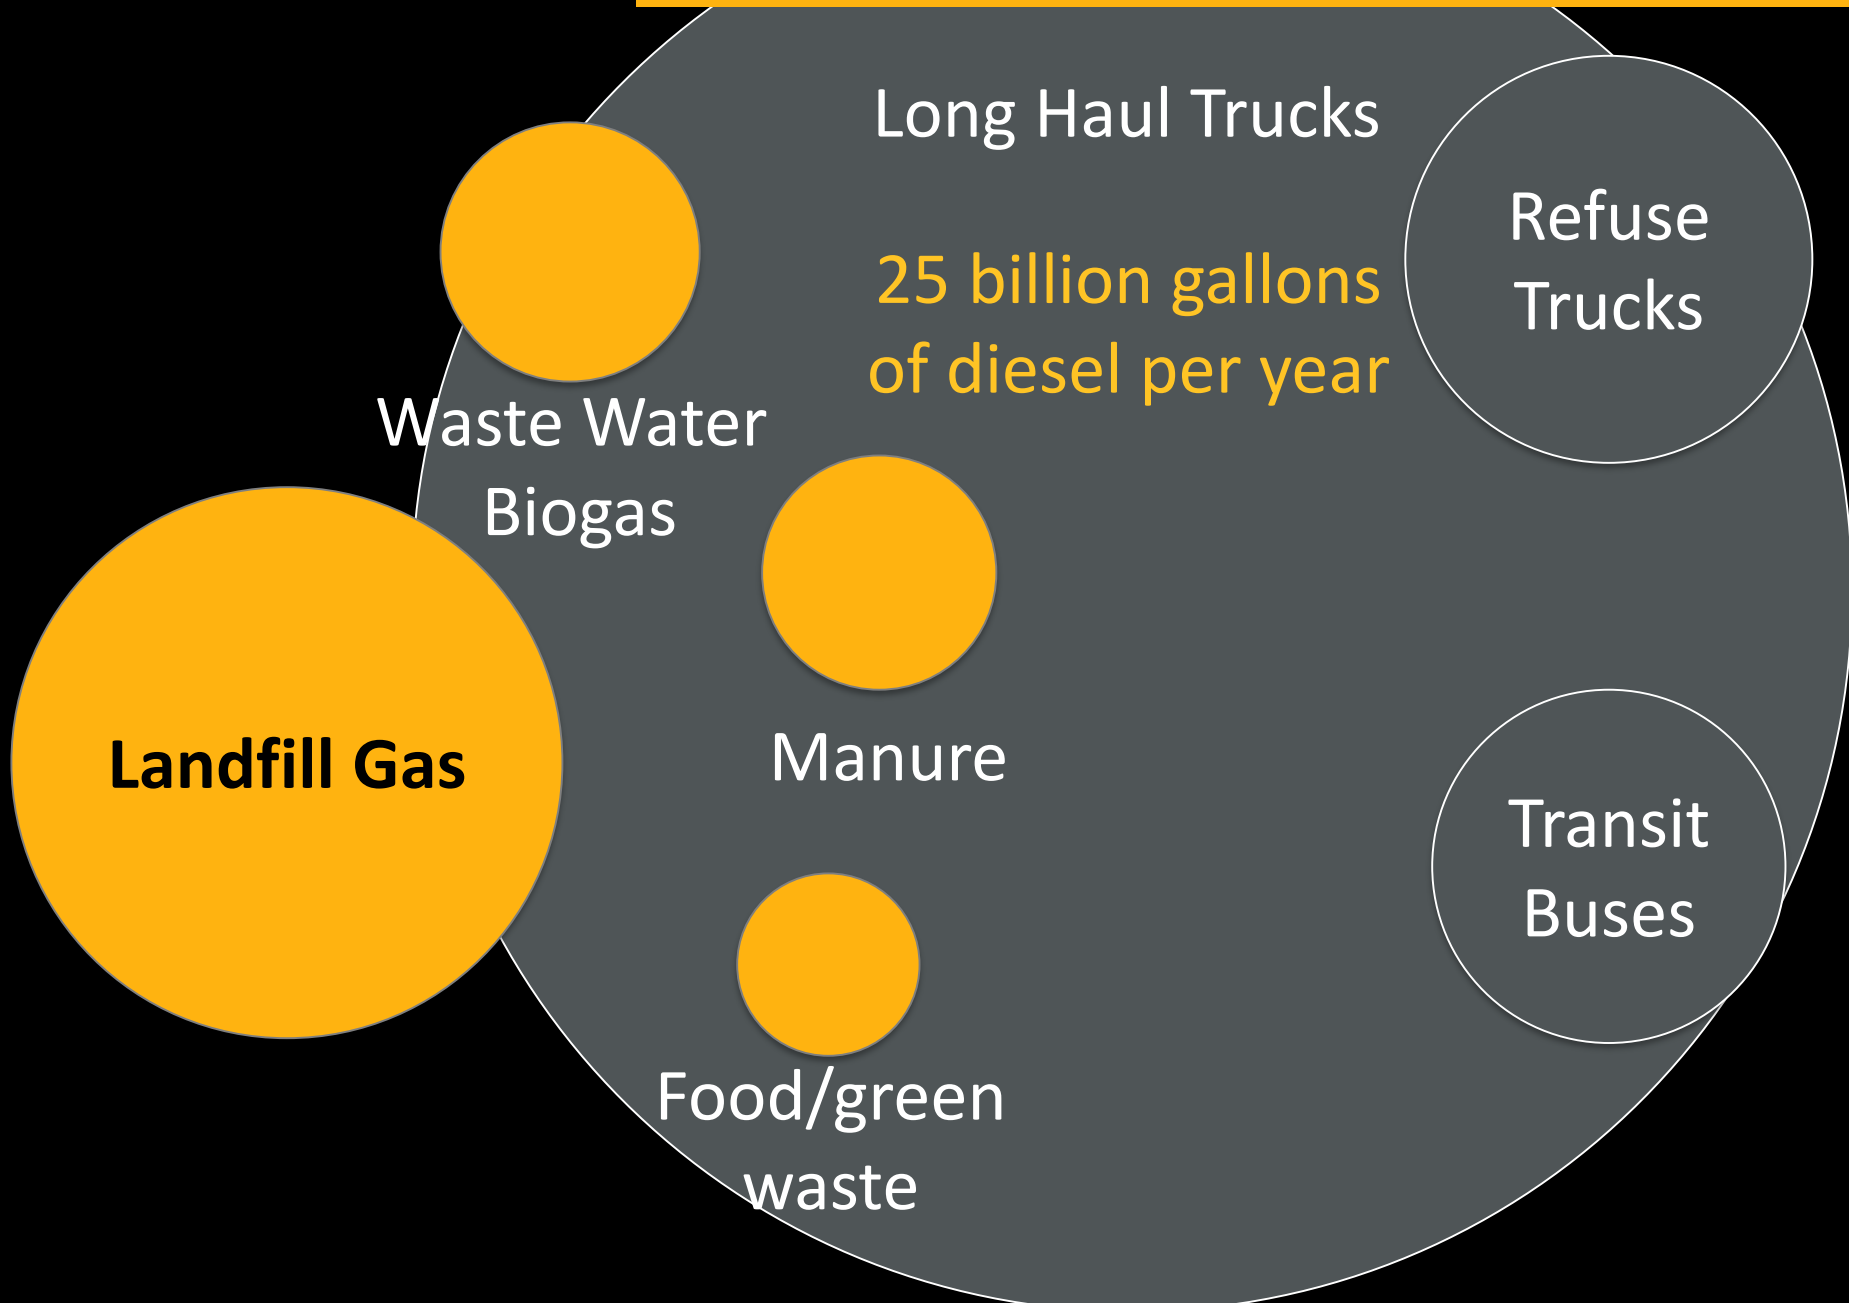 Long Haul Trucks
25 billion gallons
of diesel per year
Refuse
Trucks
Waste Water
Biogas
Landfill Gas
Manure
Transit
Buses
Food/green
waste